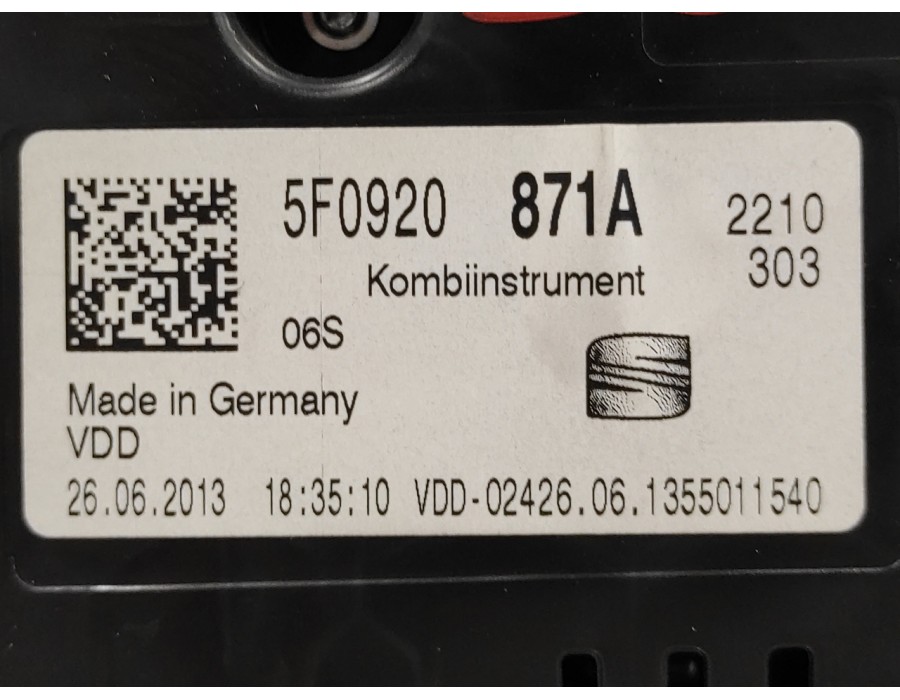 5F0920 871A 2210
Kombiinstrument 303
06S
Made in Germany
VDD
26.06.2013 18:35:10 VDD-02426.06.1355011540